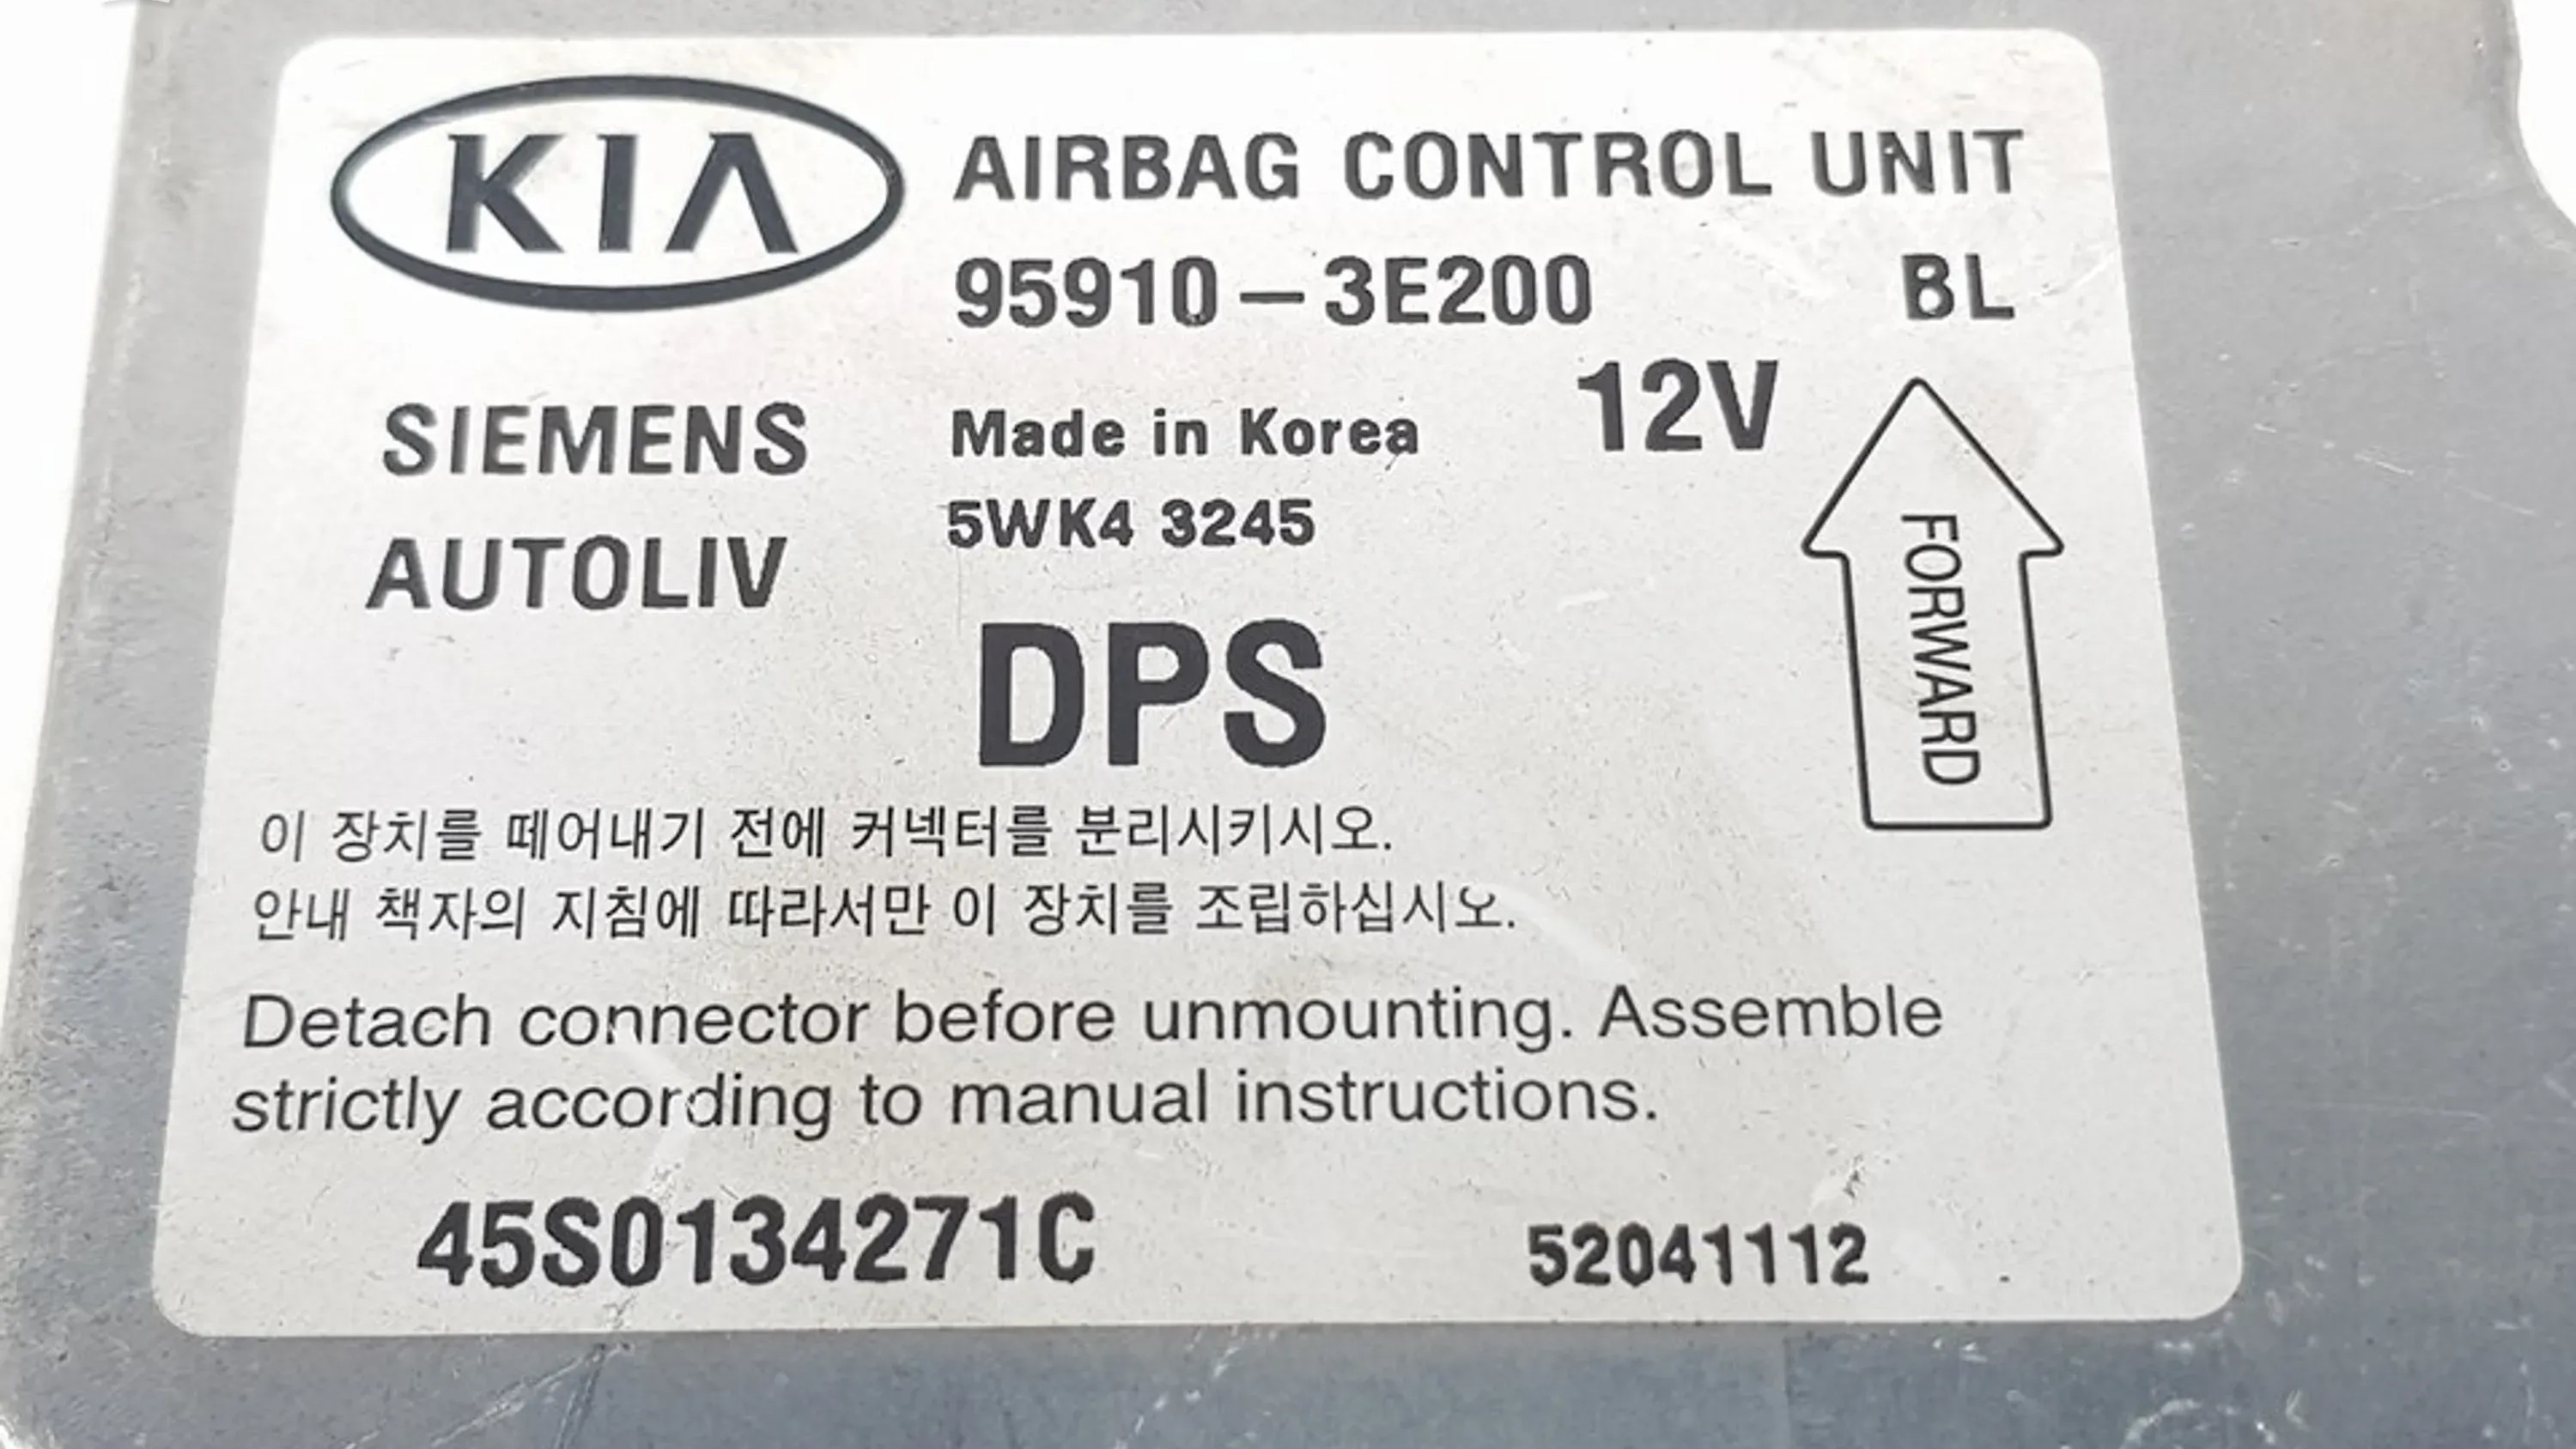 KIA
AIRBAG CONTROL UNIT
95910-3E200 BL
SIEMENS
AUTOLIV
Made in Korea
12V
5WK4 3245
DPS
FORWARD
이 장치를 떼어내기 전에 커넥터를 분리시키시오.
안내 책자의 지침에 따라서만 이 장치를 조립하십시오.
Detach connector before unmounting. Assemble
strictly according to manual instructions.
45S0134271C 52041112